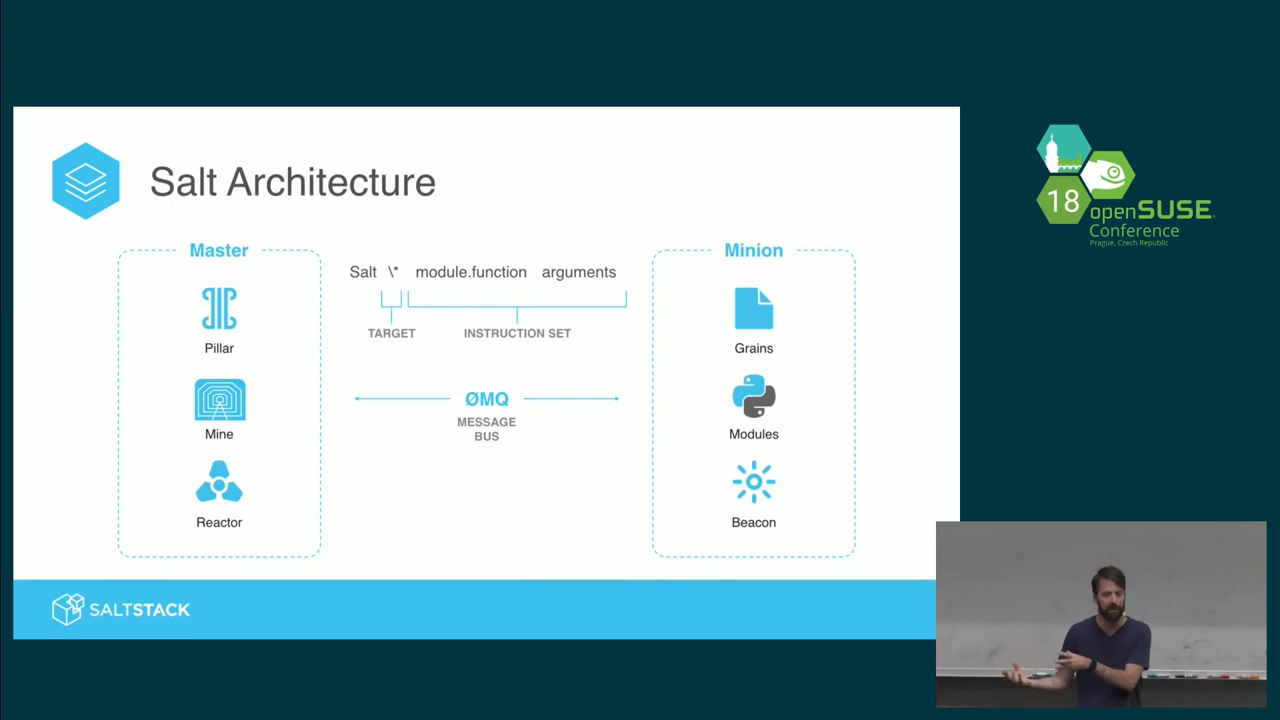 Salt Architecture
Master
Pillar
Mine
Reactor
Salt \* module.function arguments
TARGET INSTRUCTION SET
ØMQ
MESSAGE
BUS
Minion
Grains
Modules
Beacon
SALTSTACK
18
openSUSE
Conference
Prague, Czech Republic